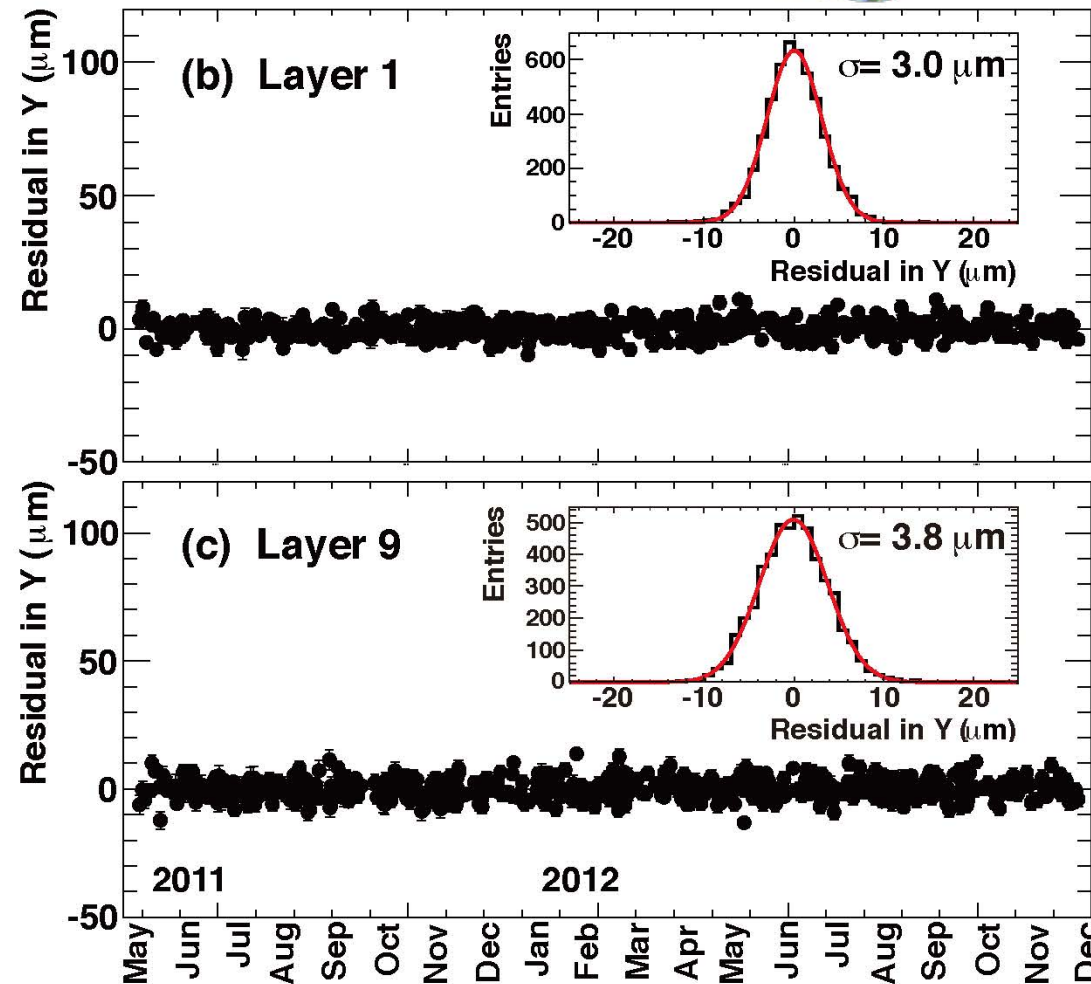 (b) Layer 1
Residual in Y (μm)
100
50
0
-50
Entries
600
400
200
0
σ= 3.0 μm
-20 -10 0 10 20
Residual in Y (μm)
(c) Layer 9
Residual in Y (μm)
100
50
0
-50
Entries
500
400
300
200
100
0
σ= 3.8 μm
-20 -10 0 10 20
Residual in Y (μm)
2011 2012
May Jun Jul Aug Sep Oct Nov Dec Jan Feb Mar Apr May Jun Jul Aug Sep Oct Nov Dec